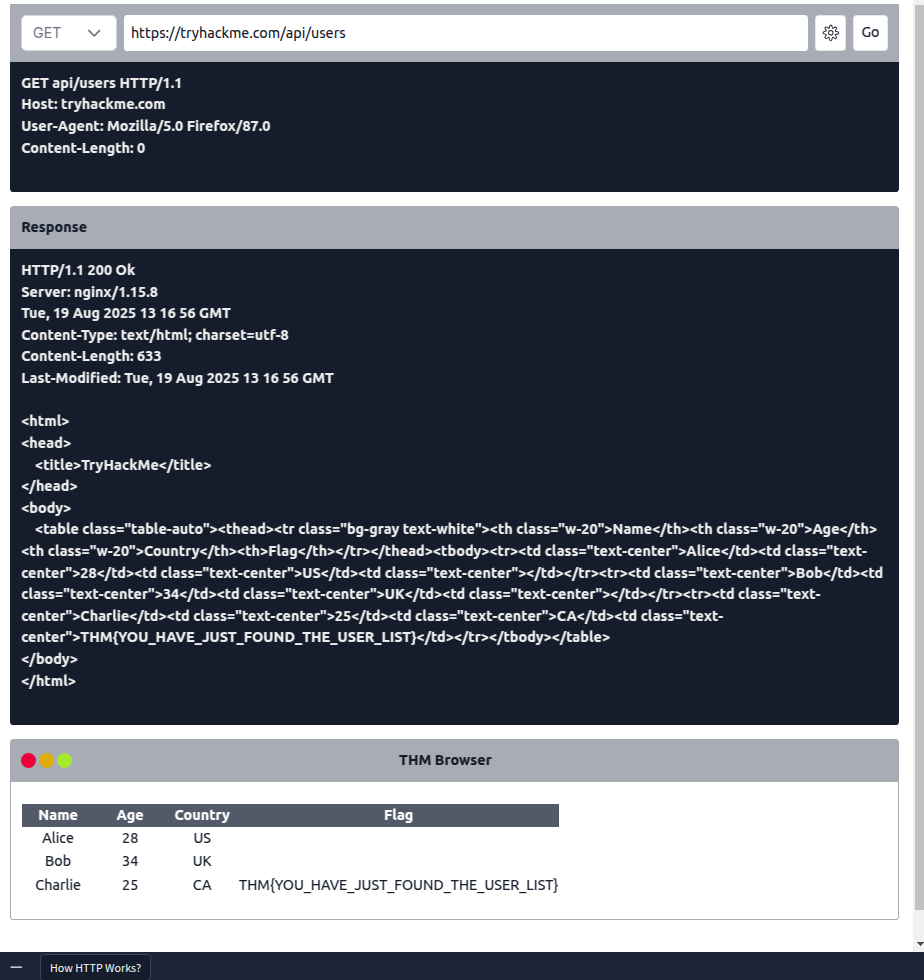 GET
https://tryhackme.com/api/users
Go
GET api/users HTTP/1.1
Host: tryhackme.com
User-Agent: Mozilla/5.0 Firefox/87.0
Content-Length: 0
Response
HTTP/1.1 200 Ok
Server: nginx/1.15.8
Tue, 19 Aug 2025 13 16 56 GMT
Content-Type: text/html; charset=utf-8
Content-Length: 633
Last-Modified: Tue, 19 Aug 2025 13 16 56 GMT
<html>
<head>
<title>TryHackMe</title>
</head>
<body>
<table class="table-auto"><thead><tr class="bg-gray text-white"><th class="w-20">Name</th><th class="w-20">Age</th>
<th class="w-20">Country</th><th>Flag</th></tr></thead><tbody><tr><td class="text-center">Alice</td><td class="text-
center">28</td><td class="text-center">US</td><td class="text-center"></td></tr><tr><td class="text-center">Bob</td><td
class="text-center">34</td><td class="text-center">UK</td><td class="text-center"></td></tr><tr><td class="text-
center">Charlie</td><td class="text-center">25</td><td class="text-center">CA</td><td class="text-
center">THM{YOU_HAVE_JUST_FOUND_THE_USER_LIST}</td></tr></tbody></table>
</body>
</html>
THM Browser
Name Age Country Flag
Alice 28 US
Bob 34 UK
Charlie 25 CA THM{YOU_HAVE_JUST_FOUND_THE_USER_LIST}
How HTTP Works?